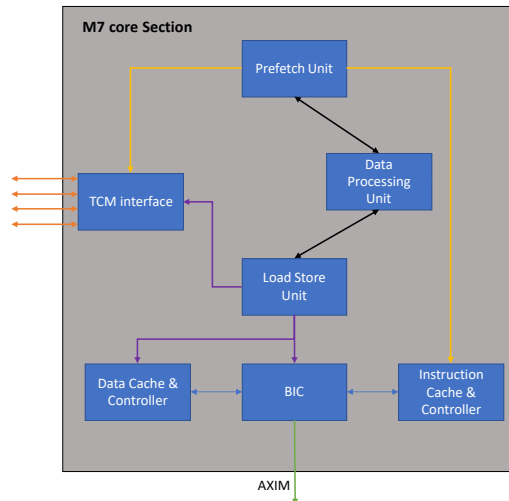 M7 core Section
Prefetch Unit
Data
Processing
Unit
TCM interface
Load Store
Unit
Data Cache &
Controller
BIC
Instruction
Cache &
Controller
AXIM